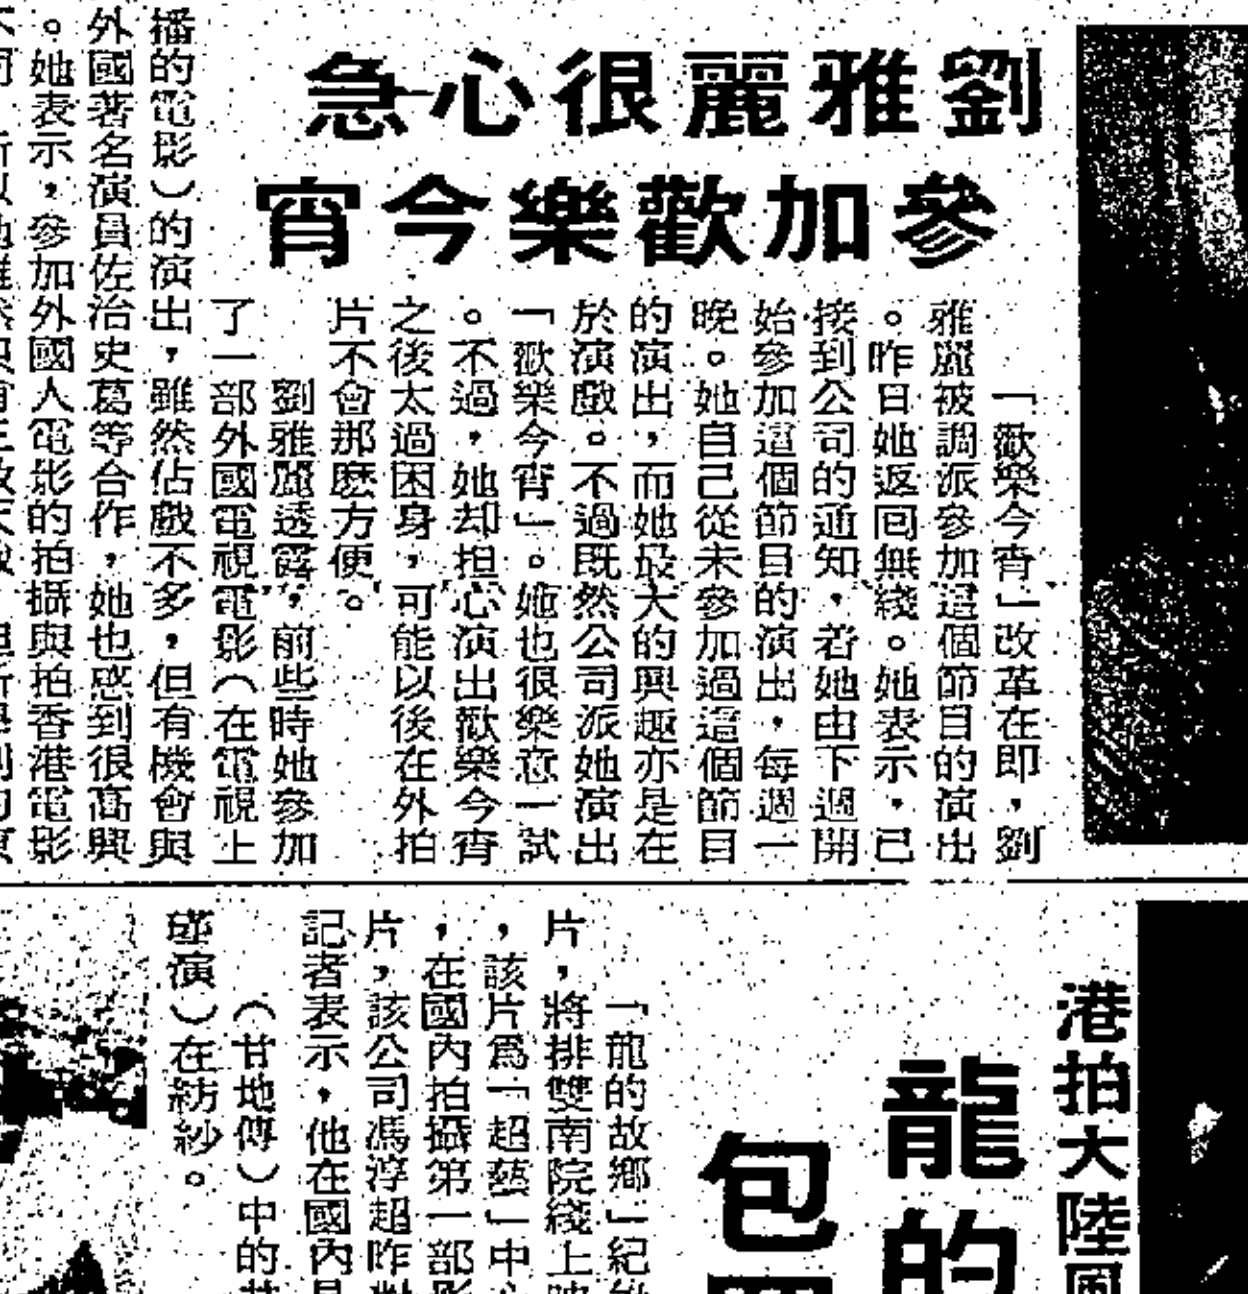 劉雅麗很心急
參加歡樂今宵
「歡樂今宵」改革在即，劉
雅麗被調派參加這個節目的演出
。昨日她返回無綫。她表示，已
接到公司的通知，者她由下週開
始參加這個節目的演出，每週一
晚。她自己從未參加過這個節目
的演出，而她最大的興趣亦是在
於演戲。不過既然公司派她演出
「歡樂今宵」。她也很樂意一試
。不過，她却担心演出歡樂今宵
之後太過困身，可能以後在外拍
片不會那麽方便。
劉雅麗透露，前些時她參加
了一部外國電視電影（在電視上
播的電影）的演出，雖然佔戲不多，但有機會與
外國著名演員佐治史葛等合作，她也感到很高興
。她表示，參加外國人電影的拍攝與拍香港電影
港拍大陸風
龍的
包
「龍的故鄉」紀
片，將排雙南院綫上
，該片為「超藝」中
，在國內拍攝第一部
片，該公司馮淳超昨
記者表示，他在國內
（甘地傳）中的
演）在紡紗。